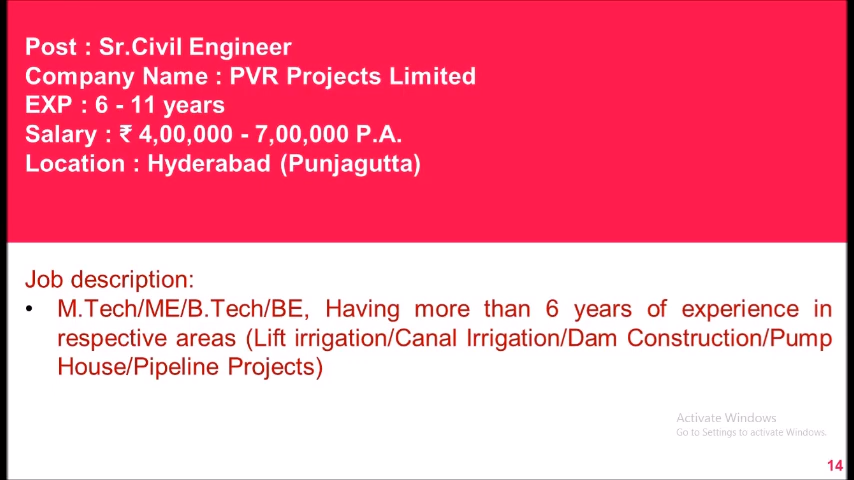 Post : Sr.Civil Engineer
Company Name : PVR Projects Limited
EXP : 6 - 11 years
Salary : ₹ 4,00,000 - 7,00,000 P.A.
Location : Hyderabad (Punjagutta)
Job description:
• M.Tech/ME/B.Tech/BE, Having more than 6 years of experience in
respective areas (Lift irrigation/Canal Irrigation/Dam Construction/Pump
House/Pipeline Projects)
Activate Windows
Go to Settings to activate Windows.
14